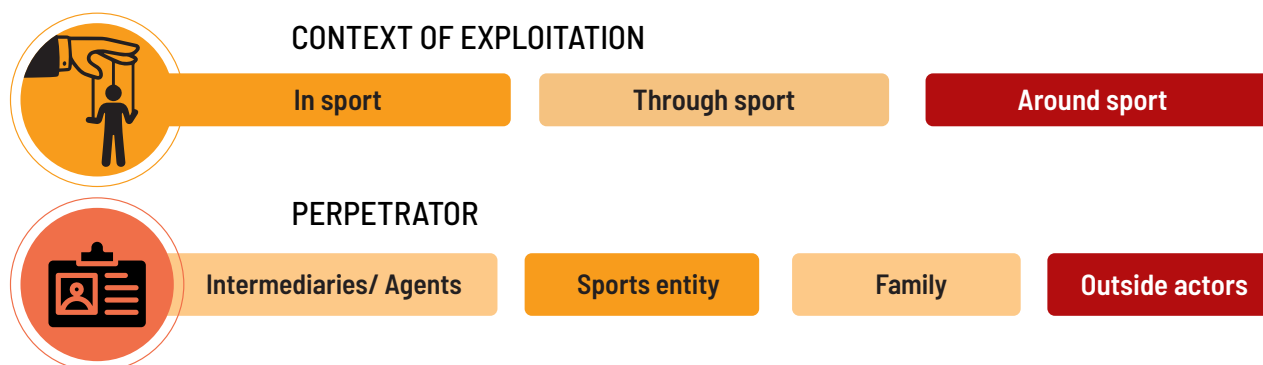 CONTEXT OF EXPLOITATION
In sport
Through sport
Around sport
PERPETRATOR
Intermediaries/ Agents
Sports entity
Family
Outside actors